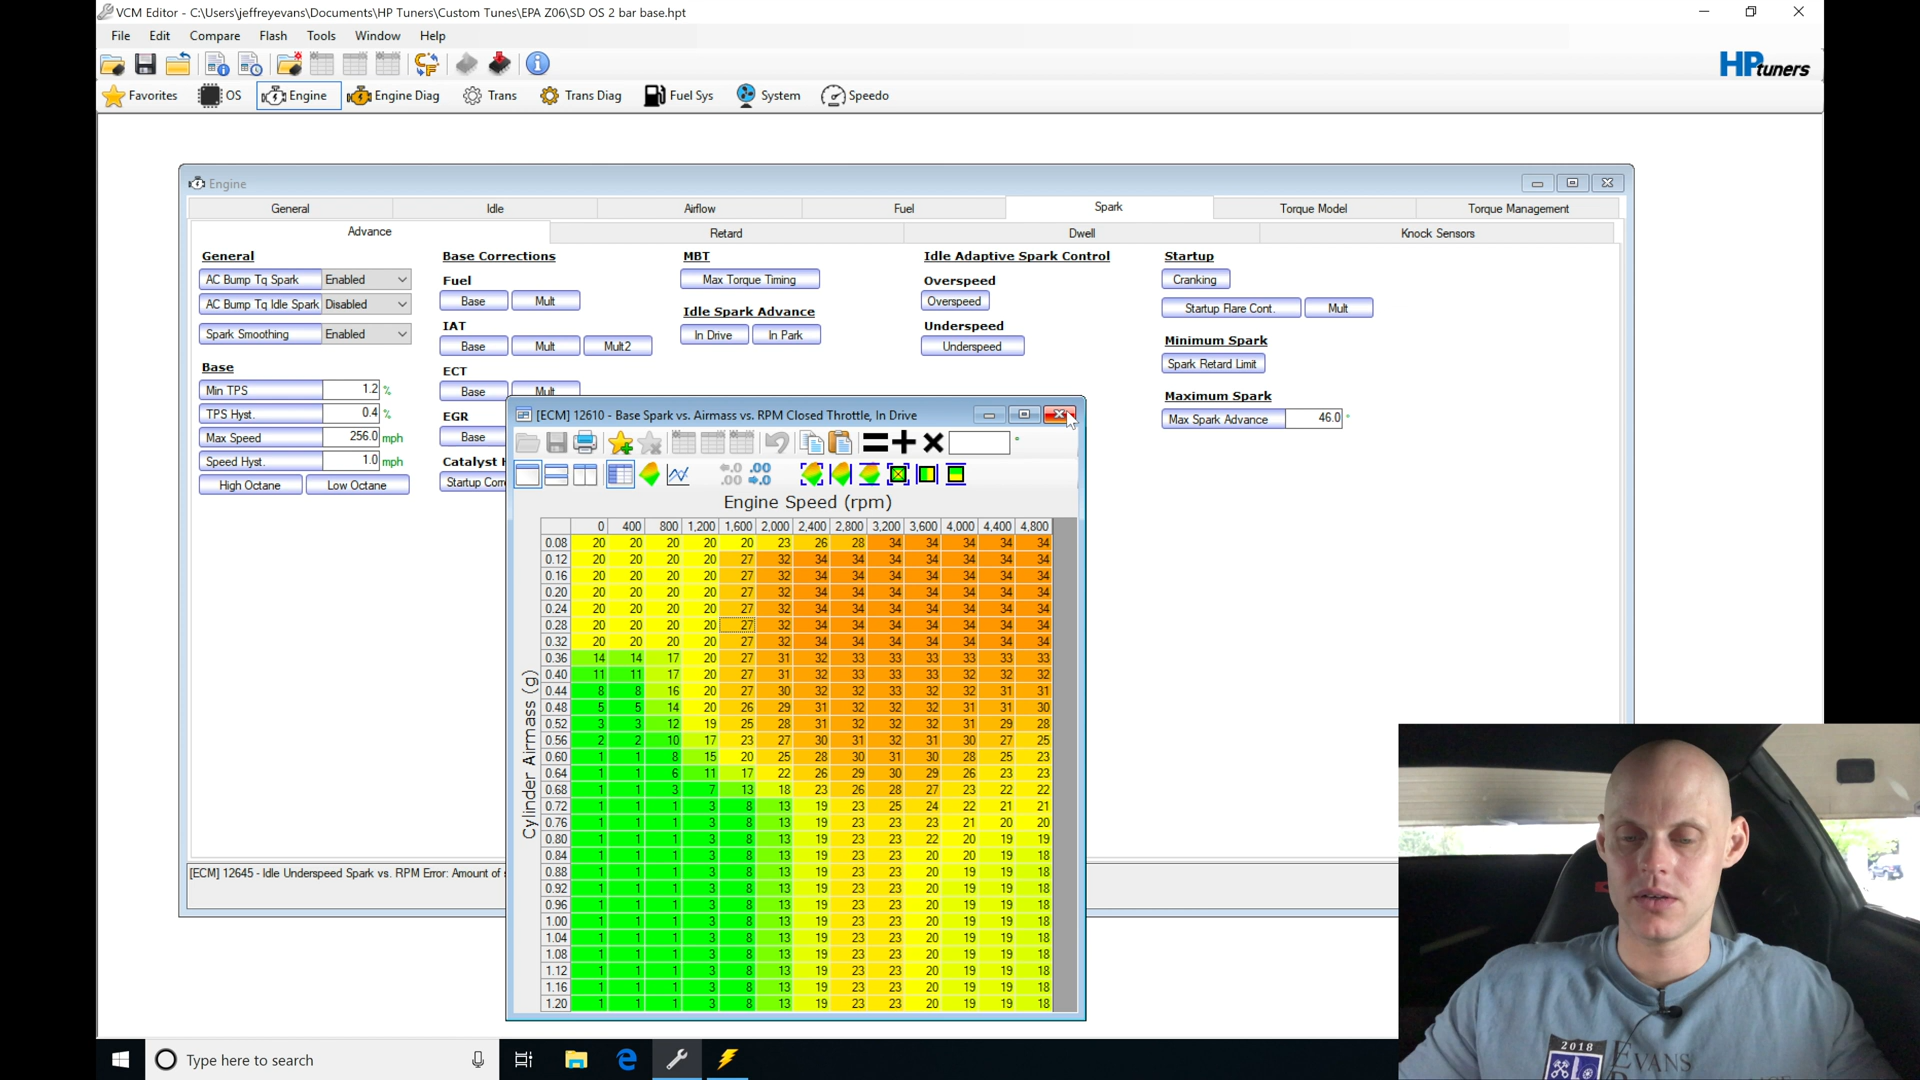 VCM Editor - C:\Users\jeffreyevans\Documents\HP Tuners\Custom Tunes\EPA Z06\SD OS 2 bar base.hpt
File Edit Compare Flash Tools Window Help
HPtuners
Favorites OS Engine Engine Diag Trans Trans Diag Fuel Sys System Speedo
Engine
General Idle Airflow Fuel Spark Torque Model Torque Management
Advance Retard Dwell Knock Sensors
General
AC Bump Tq Spark Enabled
AC Bump Tq Idle Spark Disabled
Spark Smoothing Enabled
Base
Min TPS 1.2 %
TPS Hyst. 0.4 %
Max Speed 256.0 mph
Speed Hyst. 1.0 mph
High Octane Low Octane
Base Corrections
Fuel
Base Mult
IAT
Base Mult Mult2
ECT
Base Mult
EGR
Base
Catalyst H
Startup Corr
MBT
Max Torque Timing
Idle Spark Advance
In Drive In Park
Idle Adaptive Spark Control
Overspeed
Overspeed
Underspeed
Underspeed
Startup
Cranking
Startup Flare Cont. Mult
Minimum Spark
Spark Retard Limit
Maximum Spark
Max Spark Advance 46.0 °
[ECM] 12645 - Idle Underspeed Spark vs. RPM Error: Amount of s
[ECM] 12610 - Base Spark vs. Airmass vs. RPM Closed Throttle, In Drive
Engine Speed (rpm)
Cylinder Airmass (g)
0 400 800 1,200 1,600 2,000 2,400 2,800 3,200 3,600 4,000 4,400 4,800
0.08 20 20 20 20 20 23 26 28 34 34 34 34 34
0.12 20 20 20 20 27 32 34 34 34 34 34 34 34
0.16 20 20 20 20 27 32 34 34 34 34 34 34 34
0.20 20 20 20 20 27 32 34 34 34 34 34 34 34
0.24 20 20 20 20 27 32 34 34 34 34 34 34 34
0.28 20 20 20 20 27 32 34 34 34 34 34 34 34
0.32 20 20 20 20 27 32 34 34 34 34 34 34 34
0.36 14 14 17 20 27 31 32 33 33 33 33 33 33
0.40 11 11 17 20 27 31 32 33 33 33 32 32 32
0.44 8 8 16 20 27 30 32 32 33 32 32 31 31
0.48 5 5 14 20 26 29 31 32 32 32 31 31 30
0.52 3 3 12 19 25 28 31 32 32 32 31 29 28
0.56 2 2 10 17 23 27 30 31 32 31 30 27 25
0.60 1 1 8 15 20 25 28 30 31 30 28 25 23
0.64 1 1 6 11 17 22 26 29 30 29 26 23 23
0.68 1 1 3 7 13 18 23 26 28 27 23 22 22
0.72 1 1 1 3 8 13 19 23 25 24 22 21 21
0.76 1 1 1 3 8 13 19 23 23 23 21 20 20
0.80 1 1 1 3 8 13 19 23 23 22 20 19 19
0.84 1 1 1 3 8 13 19 23 23 20 20 19 18
0.88 1 1 1 3 8 13 19 23 23 20 19 19 18
0.92 1 1 1 3 8 13 19 23 23 20 19 19 18
0.96 1 1 1 3 8 13 19 23 23 20 19 19 18
1.00 1 1 1 3 8 13 19 23 23 20 19 19 18
1.04 1 1 1 3 8 13 19 23 23 20 19 19 18
1.08 1 1 1 3 8 13 19 23 23 20 19 19 18
1.12 1 1 1 3 8 13 19 23 23 20 19 19 18
1.16 1 1 1 3 8 13 19 23 23 20 19 19 18
1.20 1 1 1 3 8 13 19 23 23 20 19 19 18
2018
EVANS
Type here to search